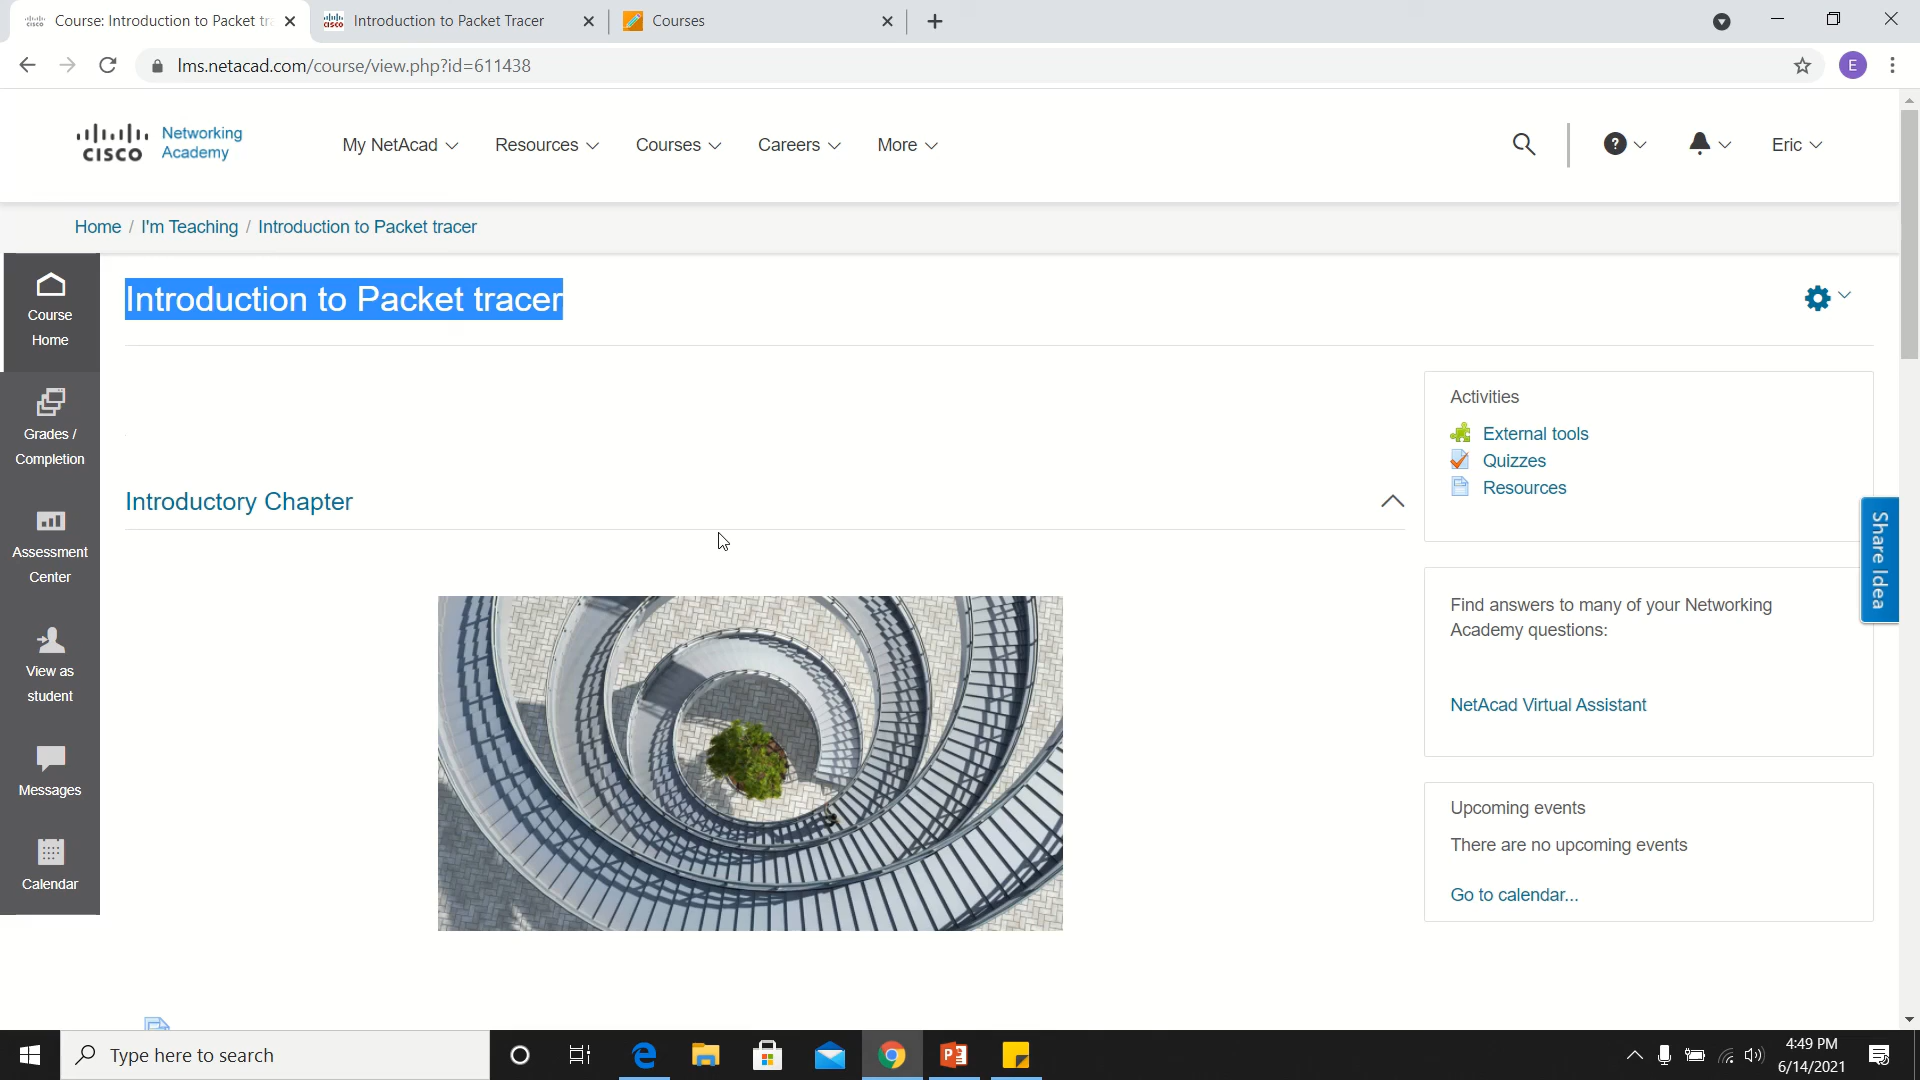 Course: Introduction to Packet tra
Introduction to Packet Tracer
Courses
lms.netacad.com/course/view.php?id=611438
E
CISCO
Networking
Academy
My NetAcad
Resources
Courses
Careers
More
?
Eric
Home / I'm Teaching / Introduction to Packet tracer
Introduction to Packet tracer
Course
Home
Grades /
Completion
Assessment
Center
View as
student
Messages
Calendar
Introductory Chapter
Activities
External tools
Quizzes
Resources
Share Idea
Find answers to many of your Networking
Academy questions:
NetAcad Virtual Assistant
Upcoming events
There are no upcoming events
Go to calendar...
Type here to search
4:49 PM
6/14/2021